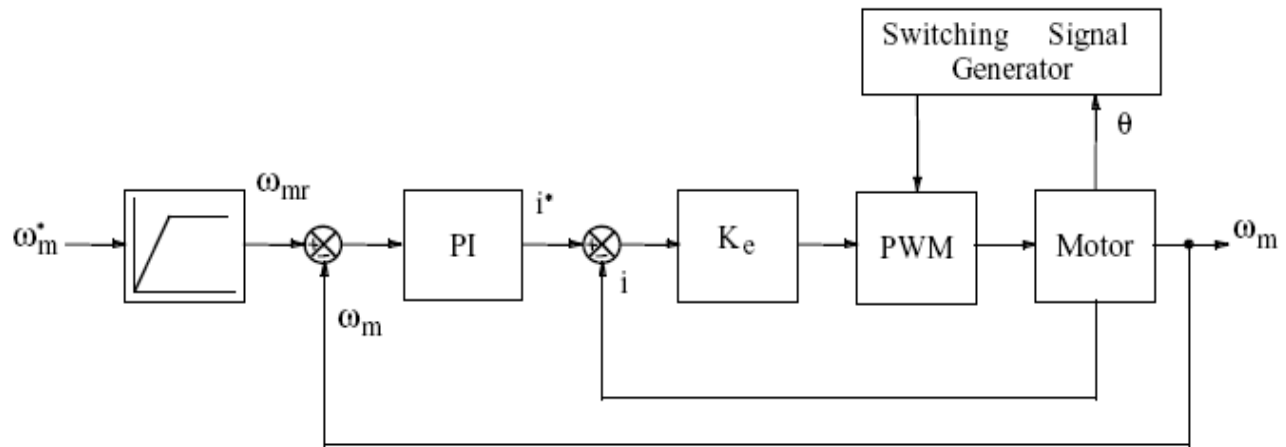 Switching Signal
Generator
θ
ω*m
ωmr
+
−
ωm
PI
i*
+
−
i
Ke
PWM
Motor
ωm